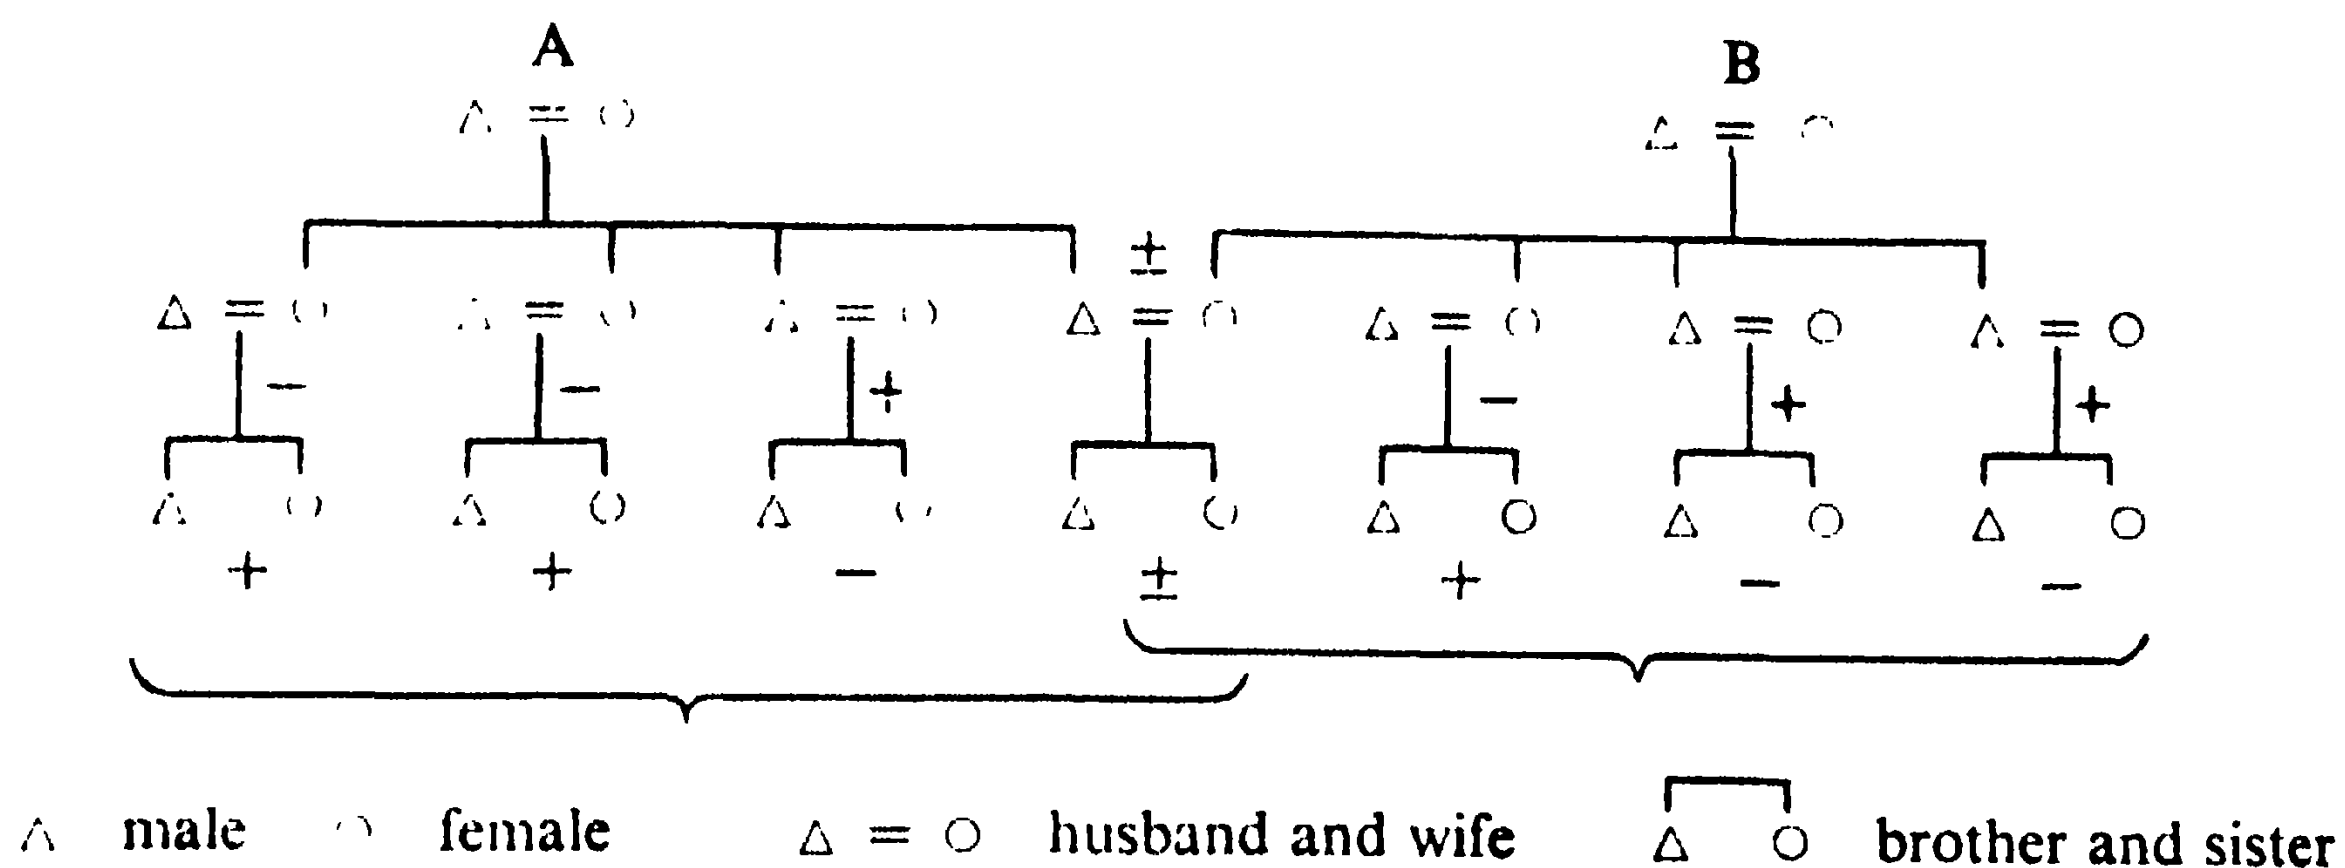 A
B
±
− − + − + +
+ + − ± + − −
male female husband and wife brother and sister